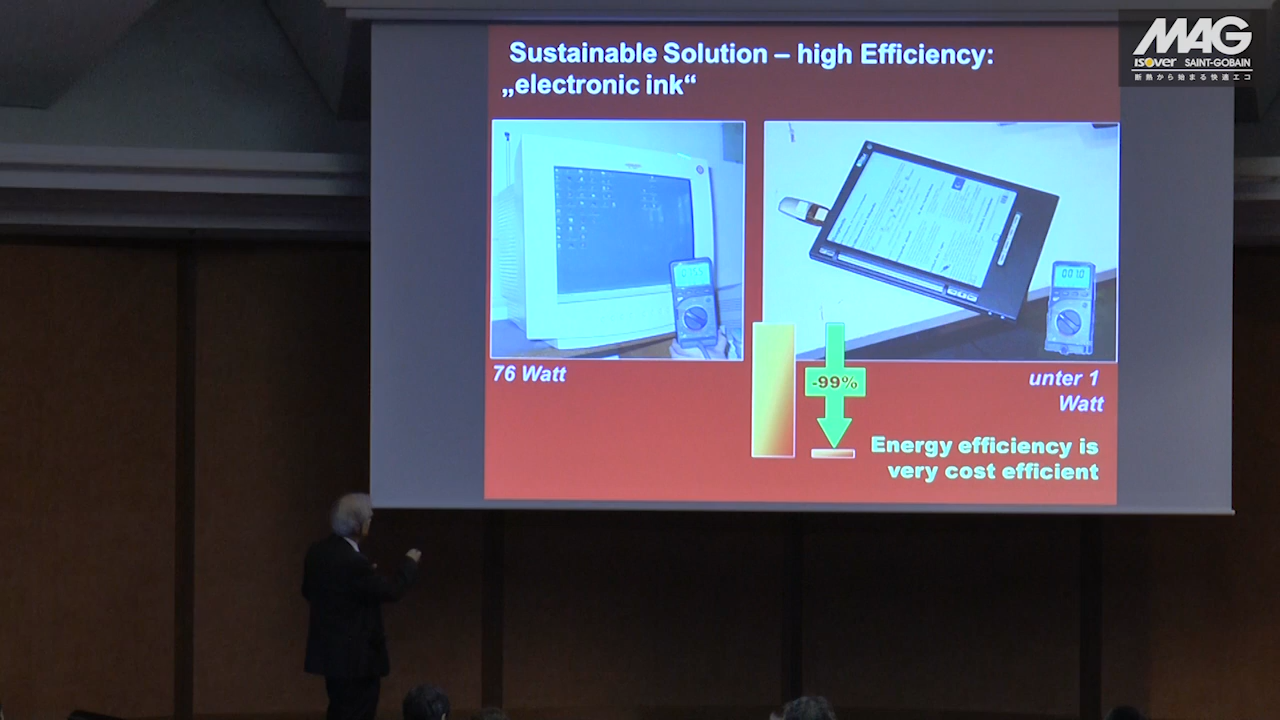 Sustainable Solution – high Efficiency:
„electronic ink“
MAG
isover SAINT-GOBAIN
断熱から始まる快適エコ
0010
76 Watt
-99%
unter 1
Watt
Energy efficiency is
very cost efficient